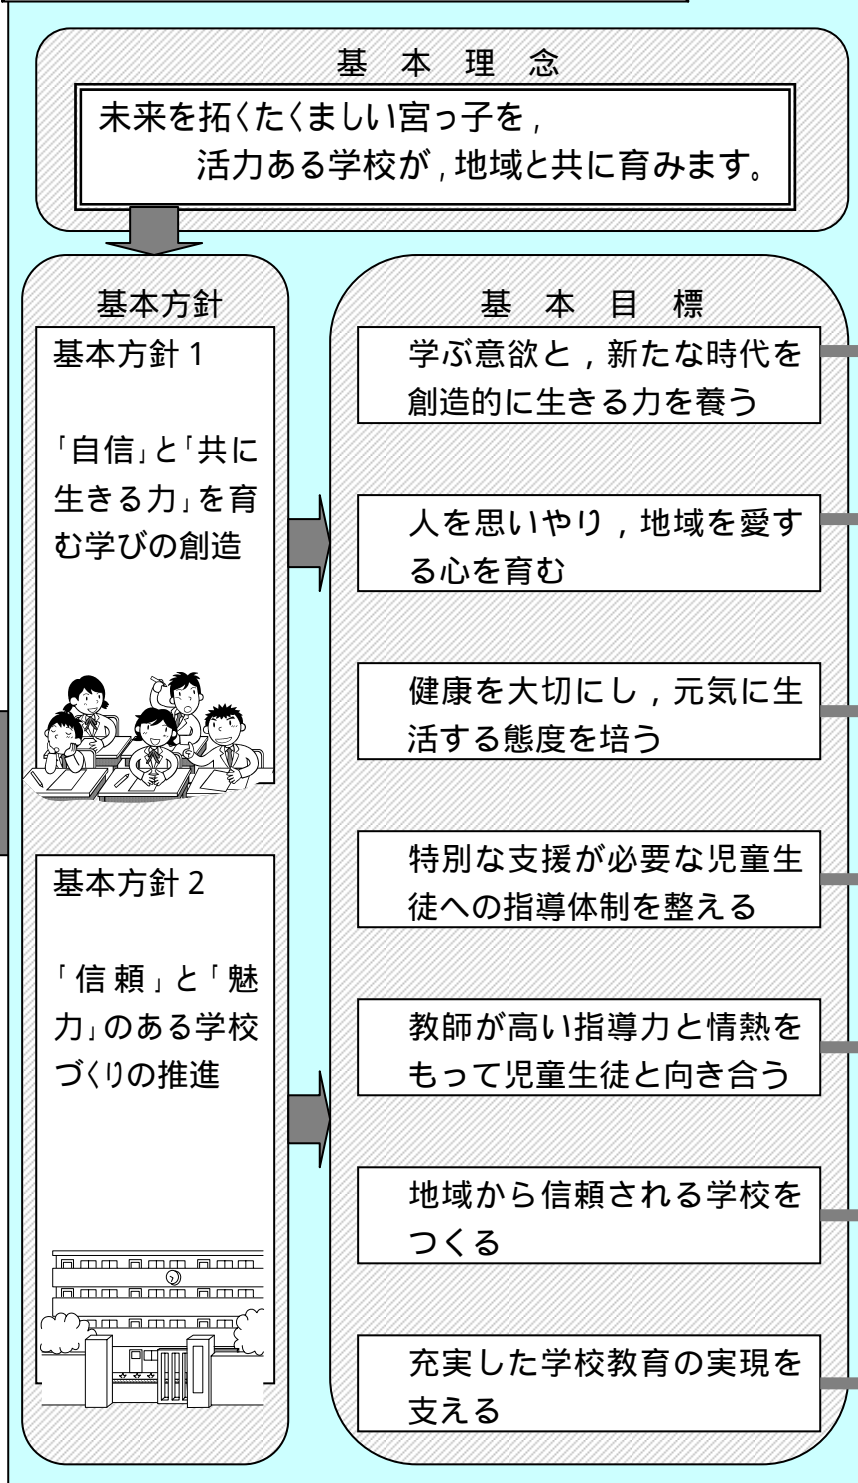 基本理念
未来を拓くたくましい宮っ子を，
活力ある学校が，地域と共に育みます。
基本方針
基本方針１
「自信」と「共に
生きる力」を育
む学びの創造
基本方針２
「信頼」と「魅
力」のある学校
づくりの推進
基本目標
学ぶ意欲と，新たな時代を
創造的に生きる力を養う
人を思いやり，地域を愛す
る心を育む
健康を大切にし，元気に生
活する態度を培う
特別な支援が必要な児童生
徒への指導体制を整える
教師が高い指導力と情熱を
もって児童生徒と向き合う
地域から信頼される学校を
つくる
充実した学校教育の実現を
支える